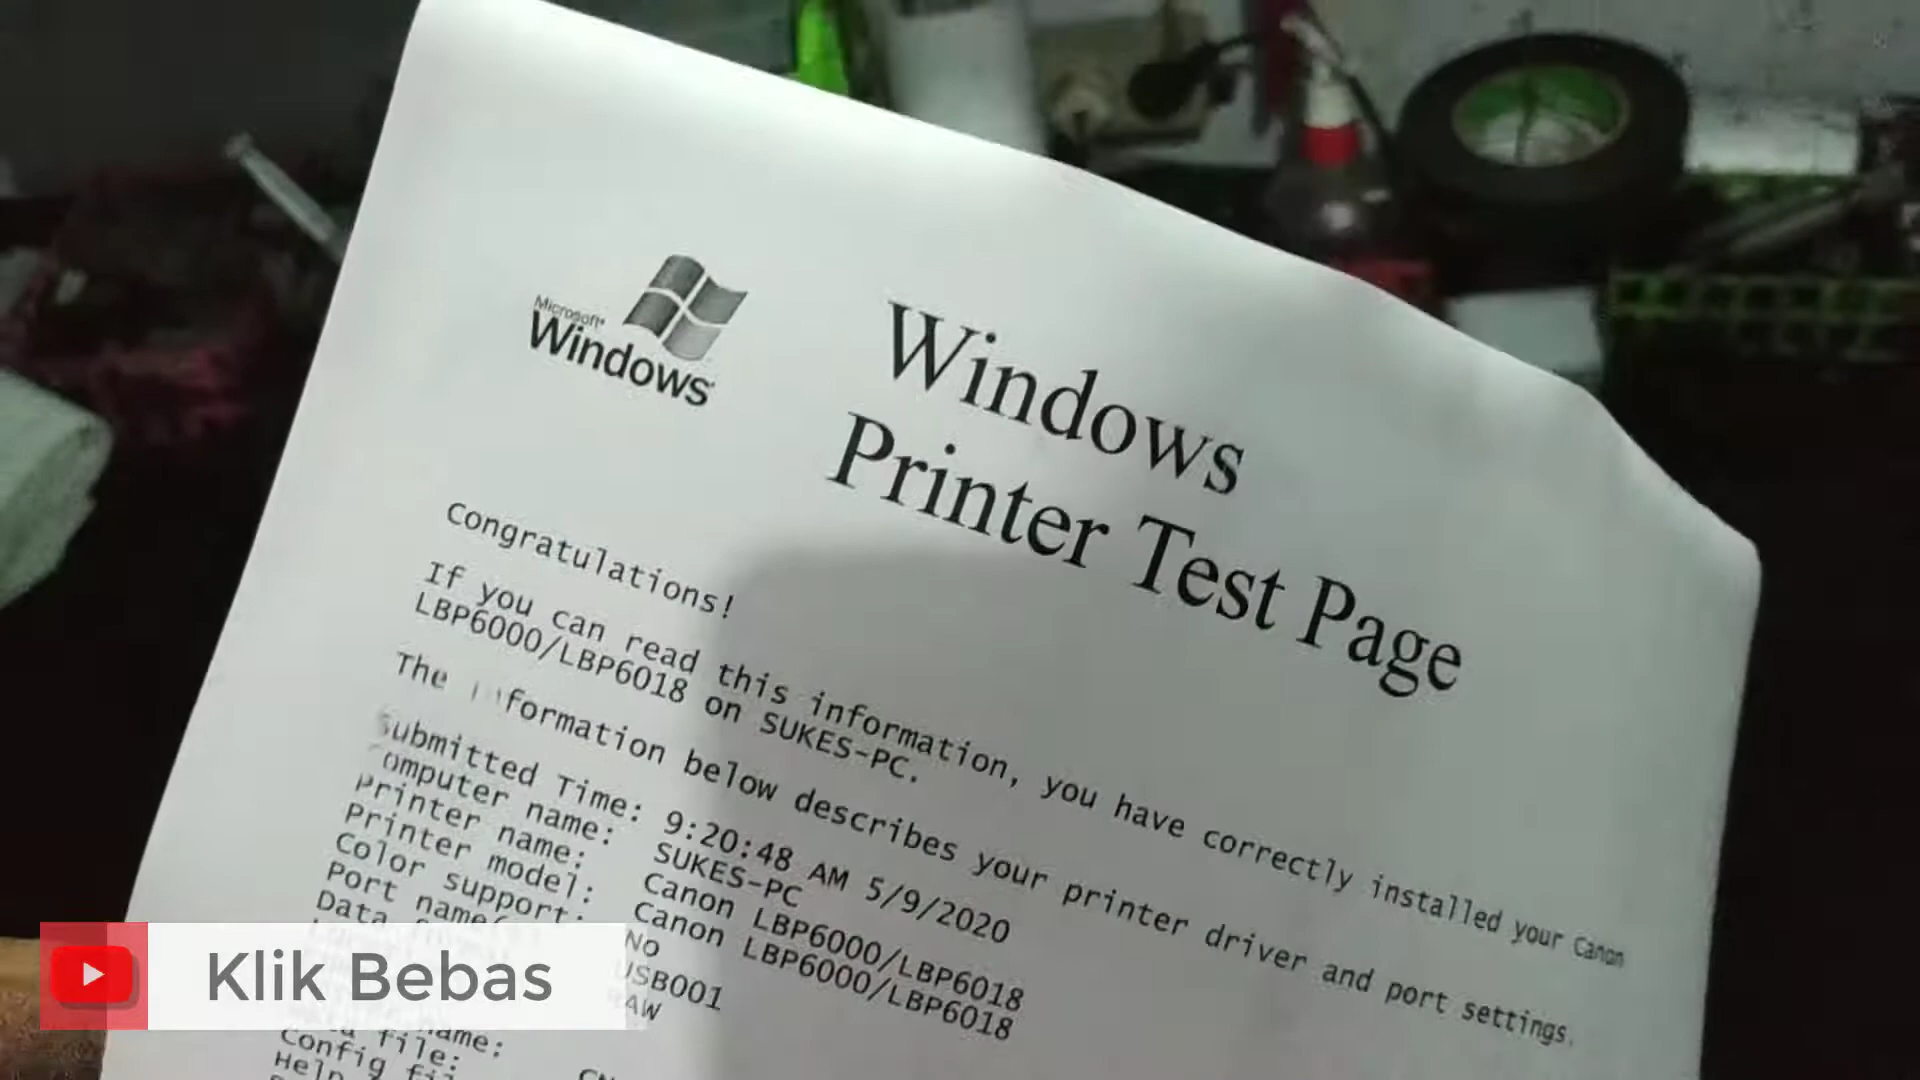 Microsoft
Windows
Windows
Printer Test Page
Congratulations!
If you can read this information, you have correctly installed your Canon
LBP6000/LBP6018 on SUKES-PC.
The information below describes your printer driver and port settings.
Submitted Time: 9:20:48 AM 5/9/2020
Computer name: SUKES-PC
Printer name: Canon LBP6000/LBP6018
Printer model: Canon LBP6000/LBP6018
Color support: No
Port name( USB001
Data RAW
name:
file:
Config
Help
Klik Bebas